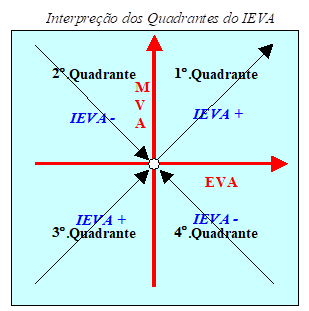 Interpreção dos Quadrantes do IEVA
2º.Quadrante
1º.Quadrante
M
V
A
IEVA -
IEVA +
EVA
IEVA +
IEVA -
3º.Quadrante
4º.Quadrante